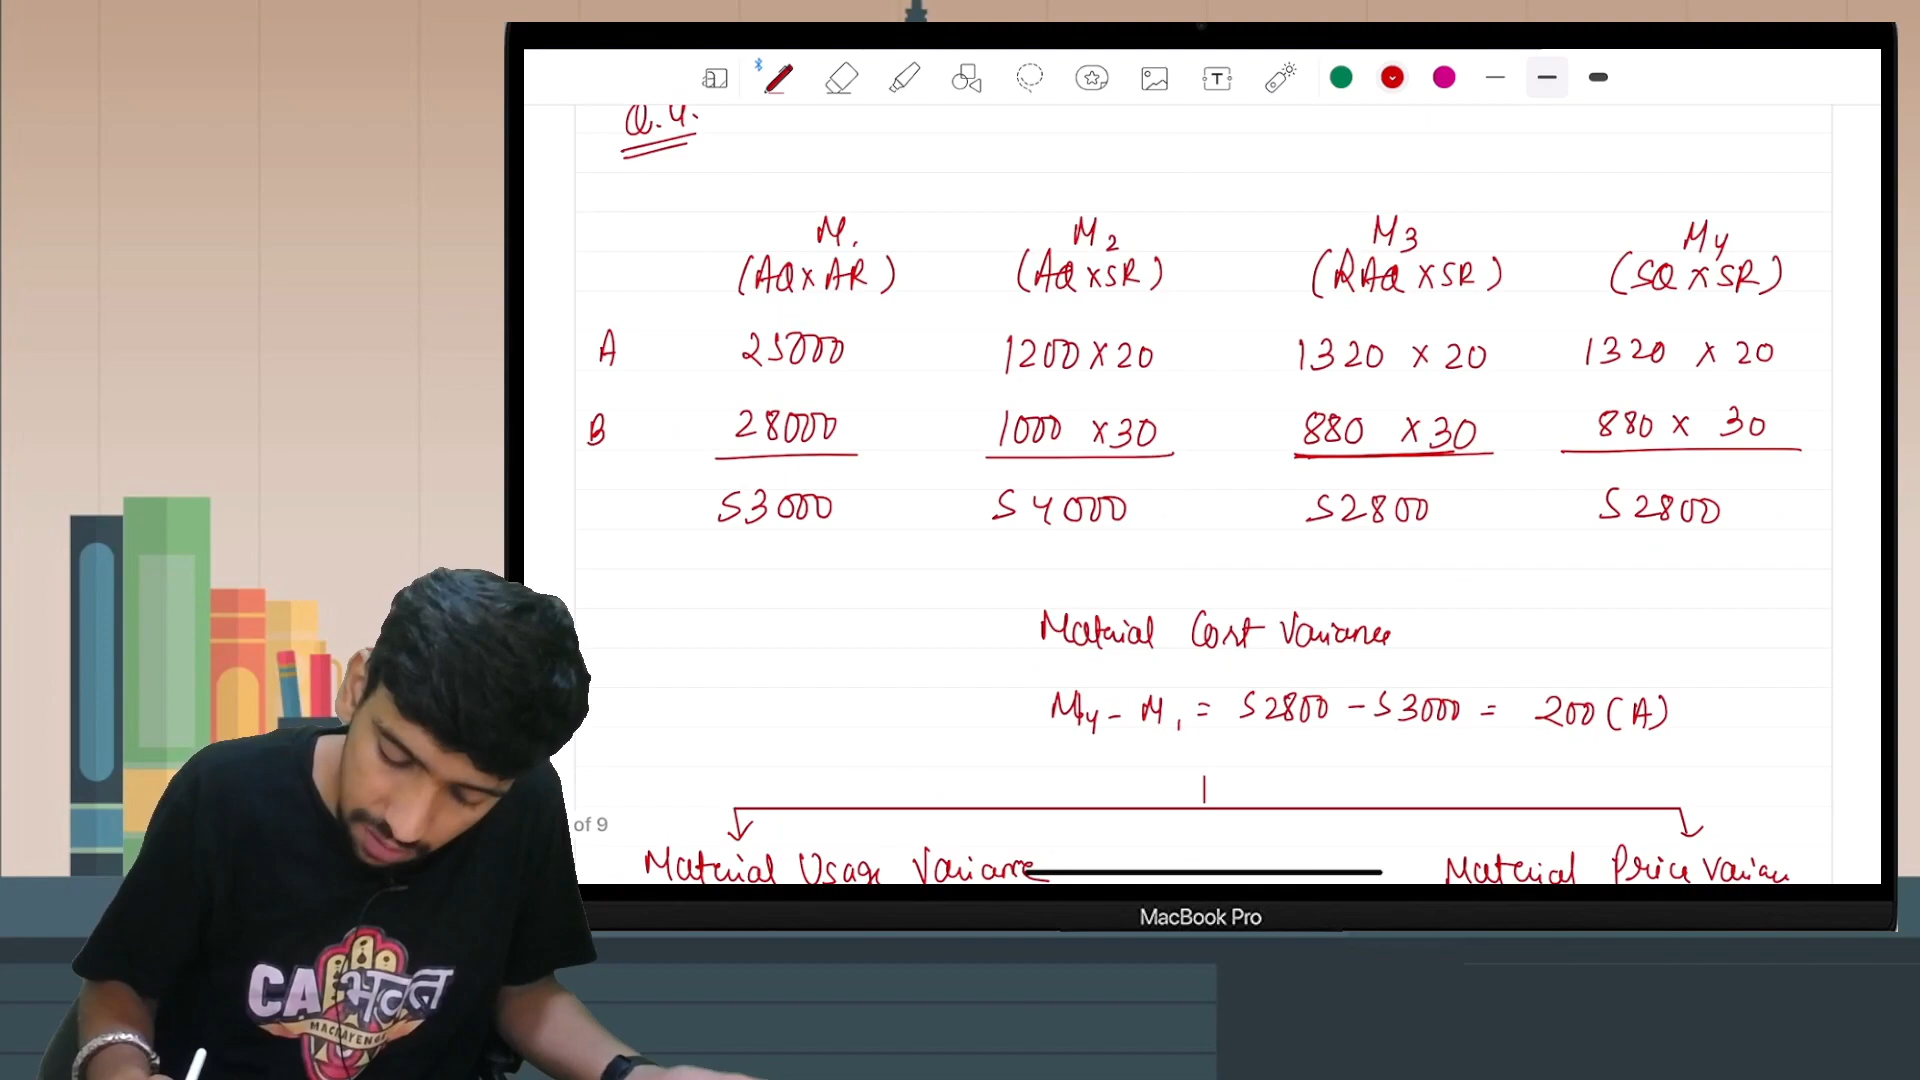 Q.4.
M1 M2 M3 M4
(AQ x AR) (AQ x SR) (RAQ x SR) (SQ x SR)
A 25000 1200 x 20 1320 x 20 1320 x 20
B 28000 1000 x 30 880 x 30 880 x 30
53000 54000 52800 52800
Material Cost Variance
M4 - M1 = 52800 - 53000 = 200 (A)
of 9
Material Usage Variance Material Price Varian
MacBook Pro
CA भक्त